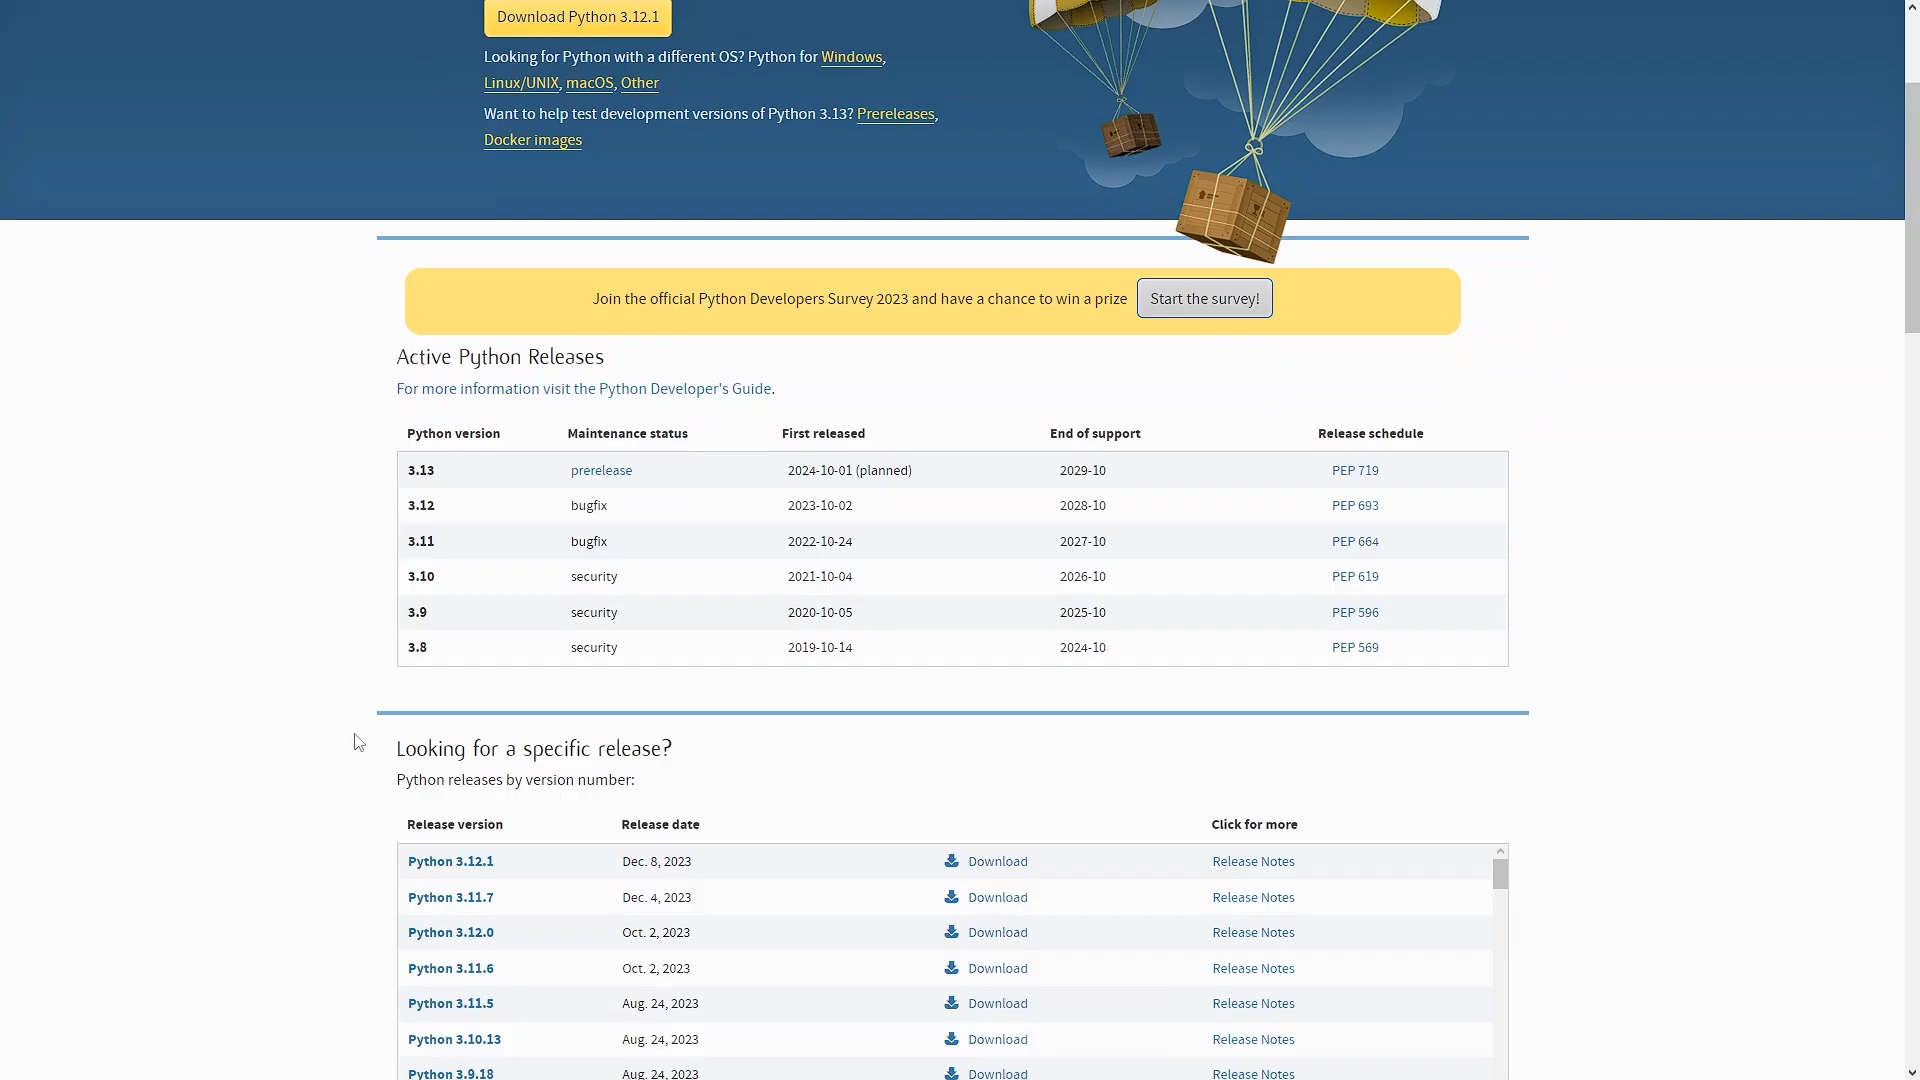 Download Python 3.12.1
Looking for Python with a different OS? Python for Windows,
Linux/UNIX, macOS, Other
Want to help test development versions of Python 3.13? Prereleases,
Docker images
Join the official Python Developers Survey 2023 and have a chance to win a prize Start the survey!
Active Python Releases
For more information visit the Python Developer's Guide.
Python version Maintenance status First released End of support Release schedule
3.13 prerelease 2024-10-01 (planned) 2029-10 PEP 719
3.12 bugfix 2023-10-02 2028-10 PEP 693
3.11 bugfix 2022-10-24 2027-10 PEP 664
3.10 security 2021-10-04 2026-10 PEP 619
3.9 security 2020-10-05 2025-10 PEP 596
3.8 security 2019-10-14 2024-10 PEP 569
Looking for a specific release?
Python releases by version number:
Release version Release date Click for more
Python 3.12.1 Dec. 8, 2023 Download Release Notes
Python 3.11.7 Dec. 4, 2023 Download Release Notes
Python 3.12.0 Oct. 2, 2023 Download Release Notes
Python 3.11.6 Oct. 2, 2023 Download Release Notes
Python 3.11.5 Aug. 24, 2023 Download Release Notes
Python 3.10.13 Aug. 24, 2023 Download Release Notes
Python 3.9.18 Aug. 24, 2023 Download Release Notes